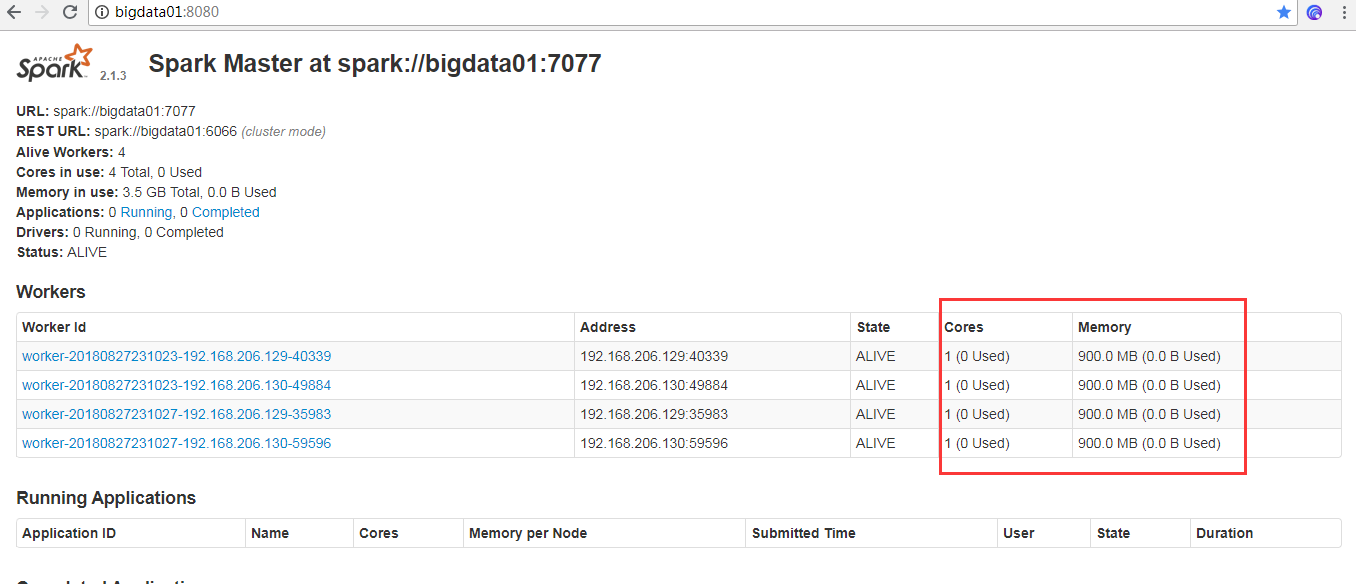 bigdata01:8080
APACHE
Spark 2.1.3 Spark Master at spark://bigdata01:7077
URL: spark://bigdata01:7077
REST URL: spark://bigdata01:6066 (cluster mode)
Alive Workers: 4
Cores in use: 4 Total, 0 Used
Memory in use: 3.5 GB Total, 0.0 B Used
Applications: 0 Running, 0 Completed
Drivers: 0 Running, 0 Completed
Status: ALIVE
Workers
Worker Id Address State Cores Memory
worker-20180827231023-192.168.206.129-40339 192.168.206.129:40339 ALIVE 1 (0 Used) 900.0 MB (0.0 B Used)
worker-20180827231023-192.168.206.130-49884 192.168.206.130:49884 ALIVE 1 (0 Used) 900.0 MB (0.0 B Used)
worker-20180827231027-192.168.206.129-35983 192.168.206.129:35983 ALIVE 1 (0 Used) 900.0 MB (0.0 B Used)
worker-20180827231027-192.168.206.130-59596 192.168.206.130:59596 ALIVE 1 (0 Used) 900.0 MB (0.0 B Used)
Running Applications
Application ID Name Cores Memory per Node Submitted Time User State Duration